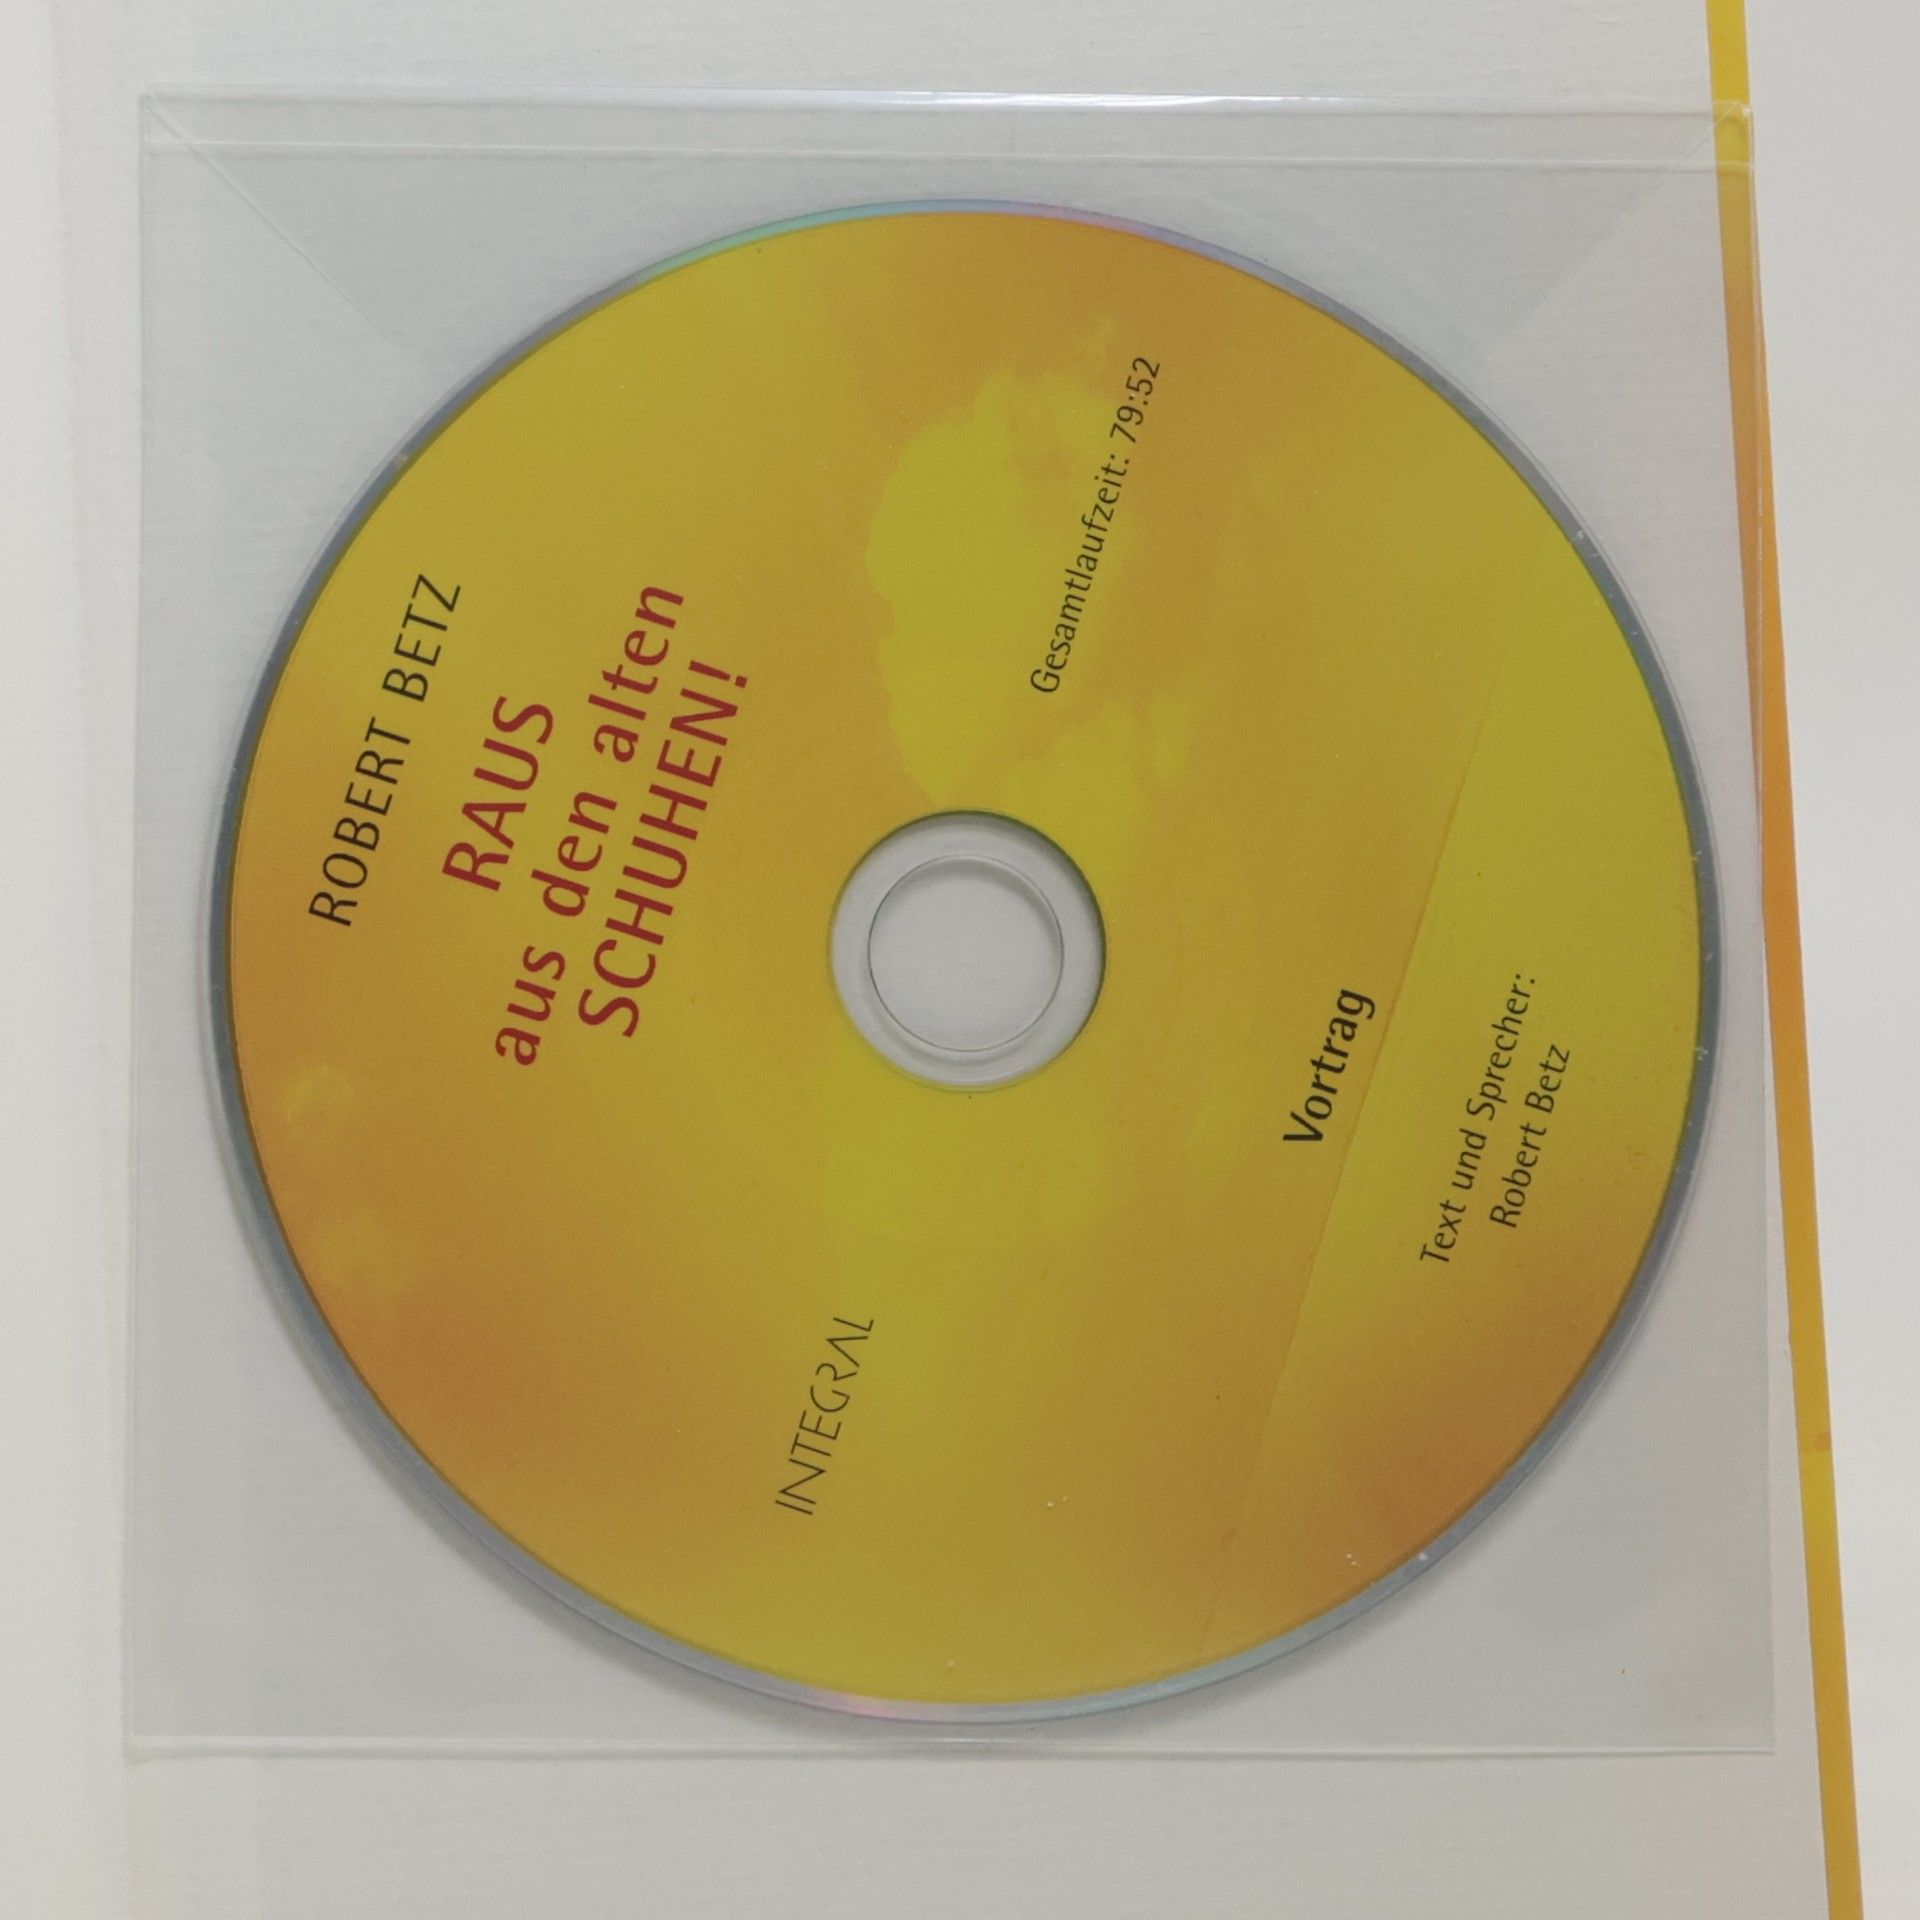 ROBERT BETZ
RAUS
aus den alten
SCHUHEN!
INTEGRAL
Gesamtlaufzeit: 79:52
Vortrag
Text und Sprecher:
Robert Betz